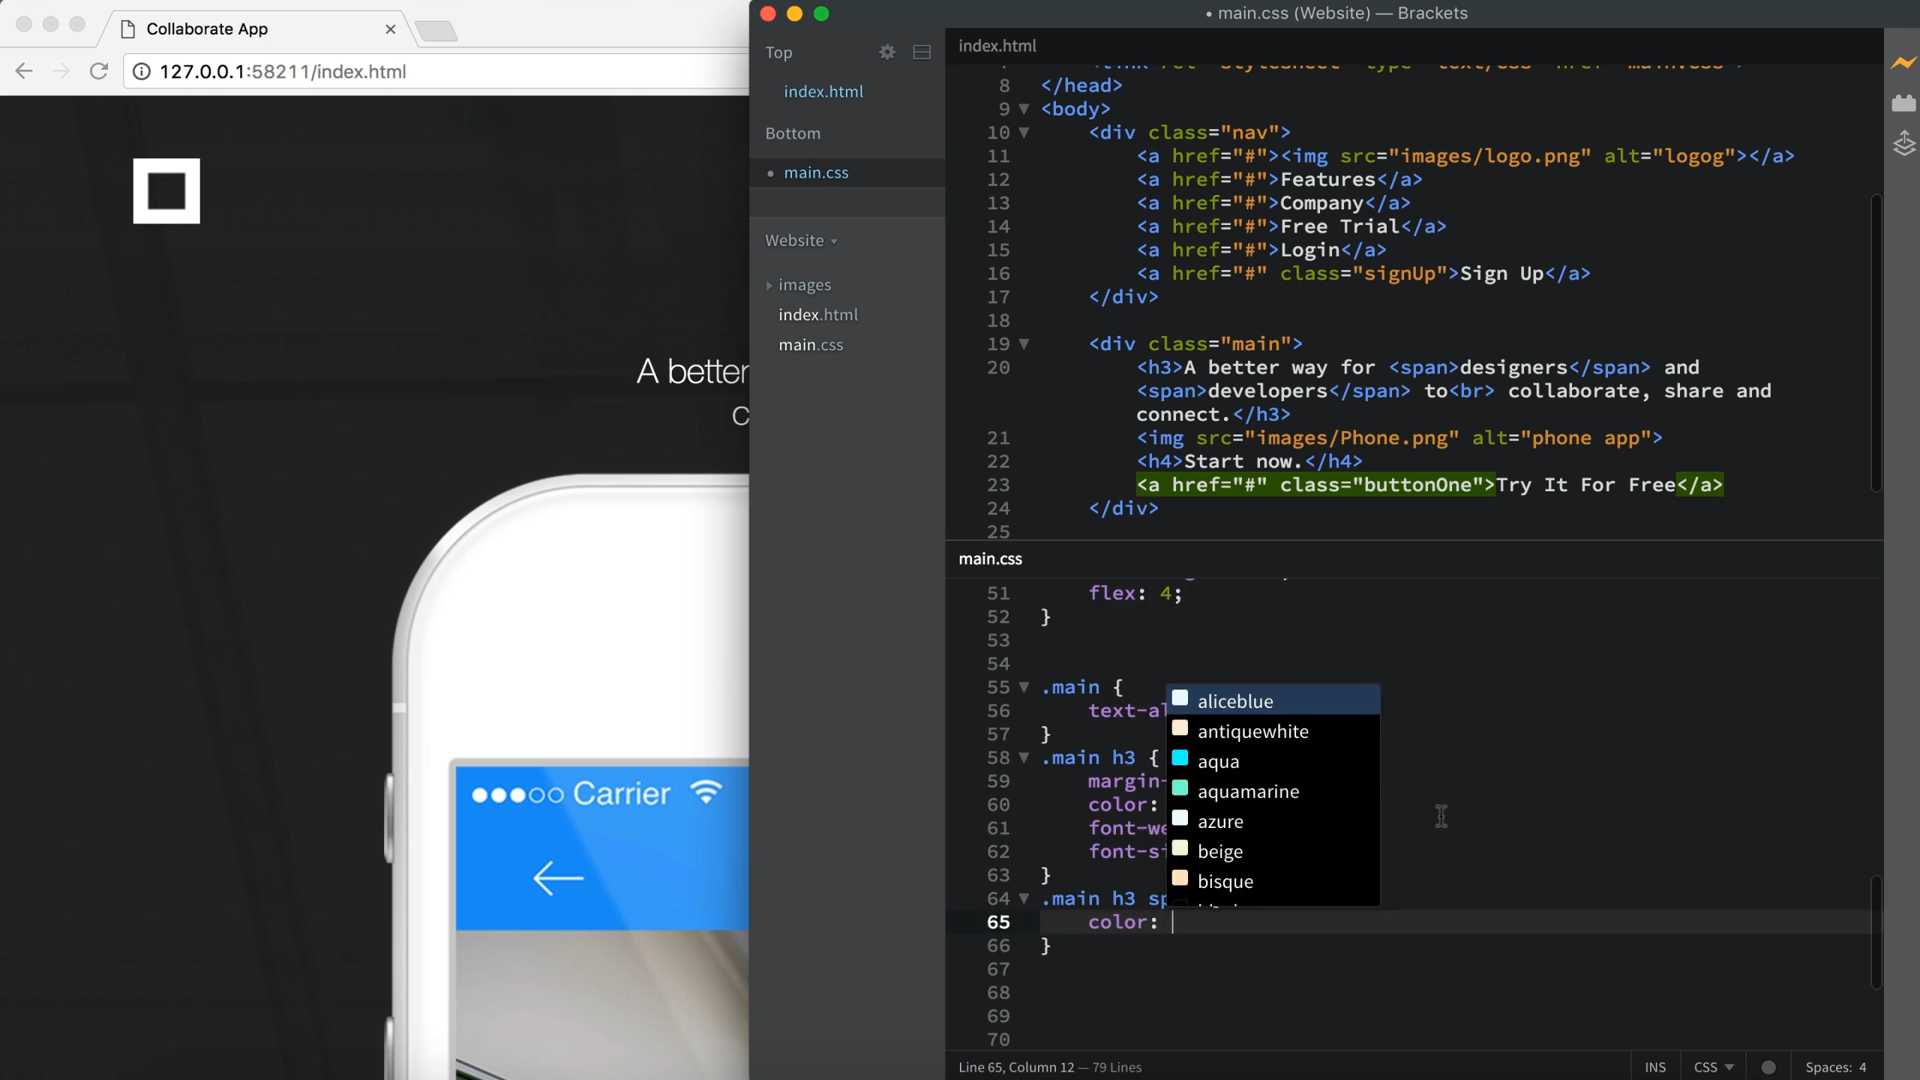 Collaborate App
127.0.0.1:58211/index.html
A better
c
Carrier
• main.css (Website) — Brackets
Top
index.html
Bottom
• main.css
Website
images
index.html
main.css
index.html
8 </head>
9 <body>
10 <div class="nav">
11 <a href="#"><img src="images/logo.png" alt="logog"></a>
12 <a href="#">Features</a>
13 <a href="#">Company</a>
14 <a href="#">Free Trial</a>
15 <a href="#">Login</a>
16 <a href="#" class="signUp">Sign Up</a>
17 </div>
18
19 <div class="main">
20 <h3>A better way for <span>designers</span> and
<span>developers</span> to<br> collaborate, share and
connect.</h3>
21 <img src="images/Phone.png" alt="phone app">
22 <h4>Start now.</h4>
23 <a href="#" class="buttonOne">Try It For Free</a>
24 </div>
25
main.css
51 flex: 4;
52 }
53
54
55 .main {
56 text-al
57 }
58 .main h3 {
59 margin-
60 color:
61 font-we
62 font-si
63 }
64 .main h3 sp
65 color:
66 }
67
68
69
70
aliceblue
antiquewhite
aqua
aquamarine
azure
beige
bisque
Line 65, Column 12 — 79 Lines
INS
CSS
Spaces: 4